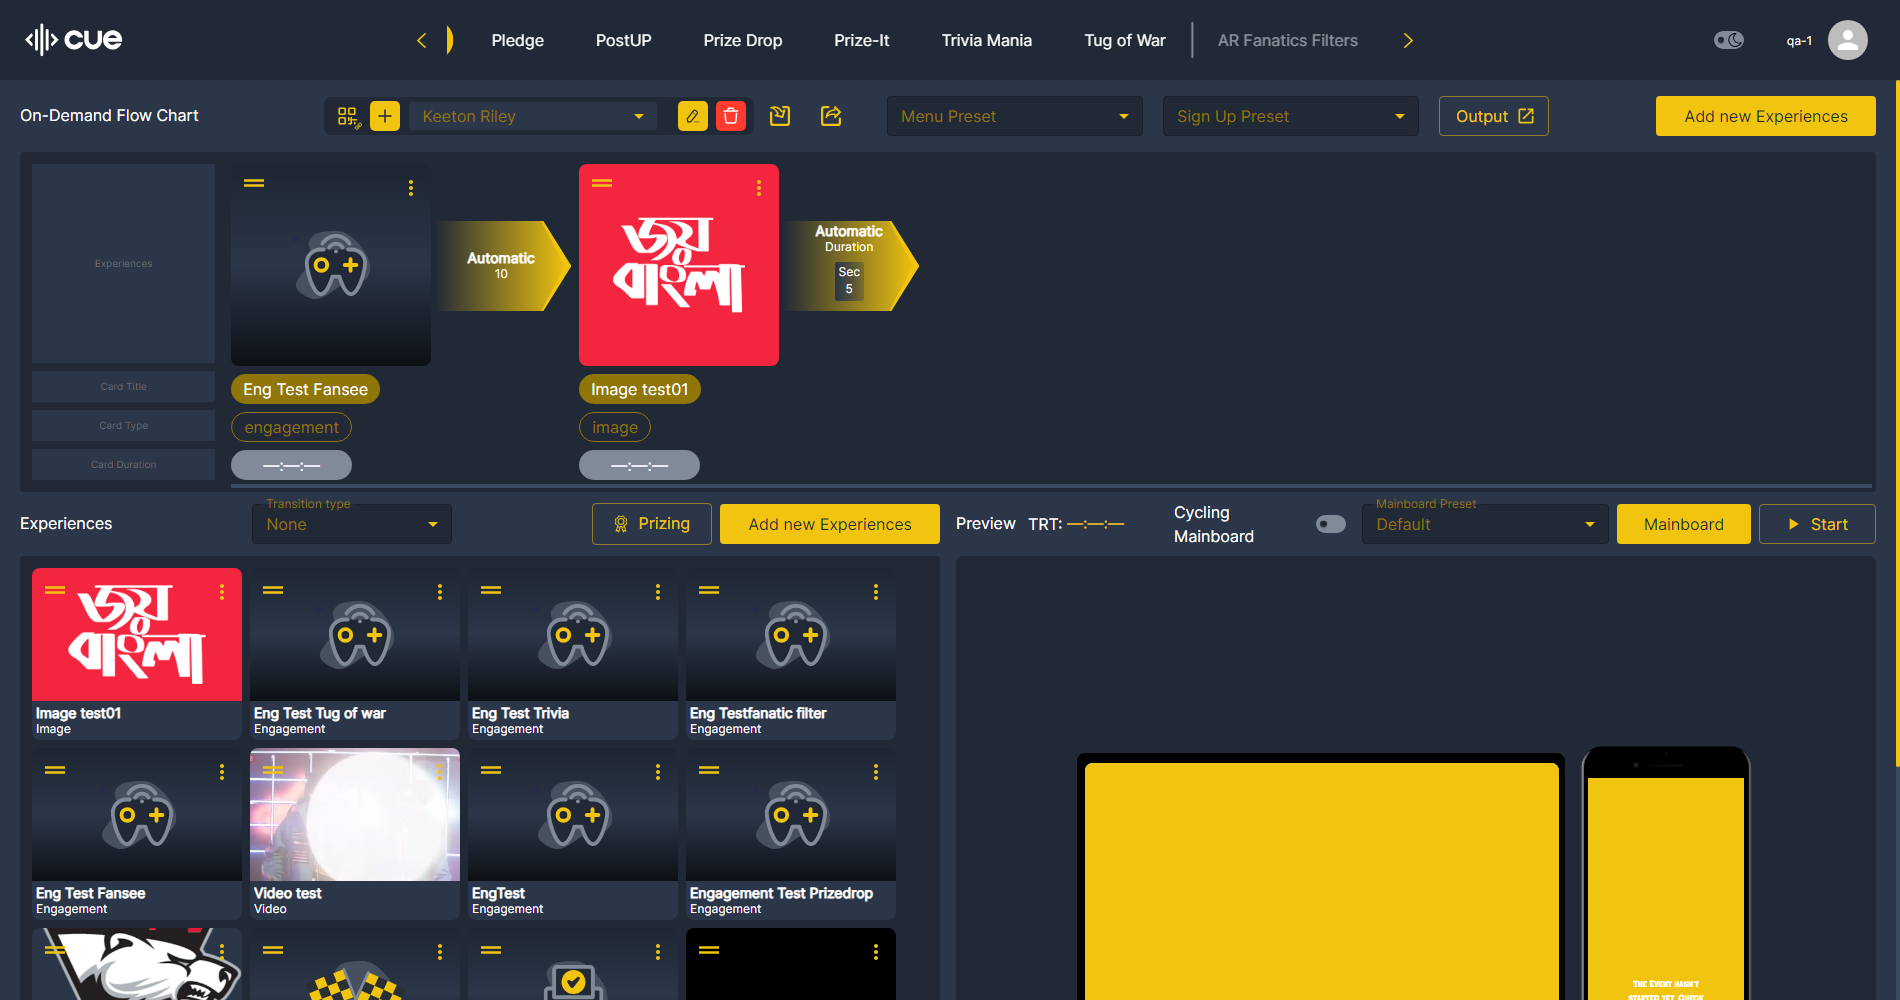 cue
Pledge
PostUP
Prize Drop
Prize-It
Trivia Mania
Tug of War
AR Fanatics Filters
qa-1
On-Demand Flow Chart
Keeton Riley
Menu Preset
Sign Up Preset
Output
Add new Experiences
Experiences
Card Title
Card Type
Card Duration
Automatic
10
জয়
বাংলা
Automatic
Duration
Sec
5
Eng Test Fansee
Image test01
engagement
image
—:—:—
—:—:—
Experiences
Transition type
None
Prizing
Add new Experiences
Preview
TRT: —:—:—
Cycling
Mainboard
Mainboard Preset
Default
Mainboard
Start
জয়
বাংলা
Image test01
Image
Eng Test Tug of war
Engagement
Eng Test Trivia
Engagement
Eng Testfanatic filter
Engagement
Eng Test Fansee
Engagement
Video test
Video
EngTest
Engagement
Engagement Test Prizedrop
Engagement
The Event hasn't
started yet. Check